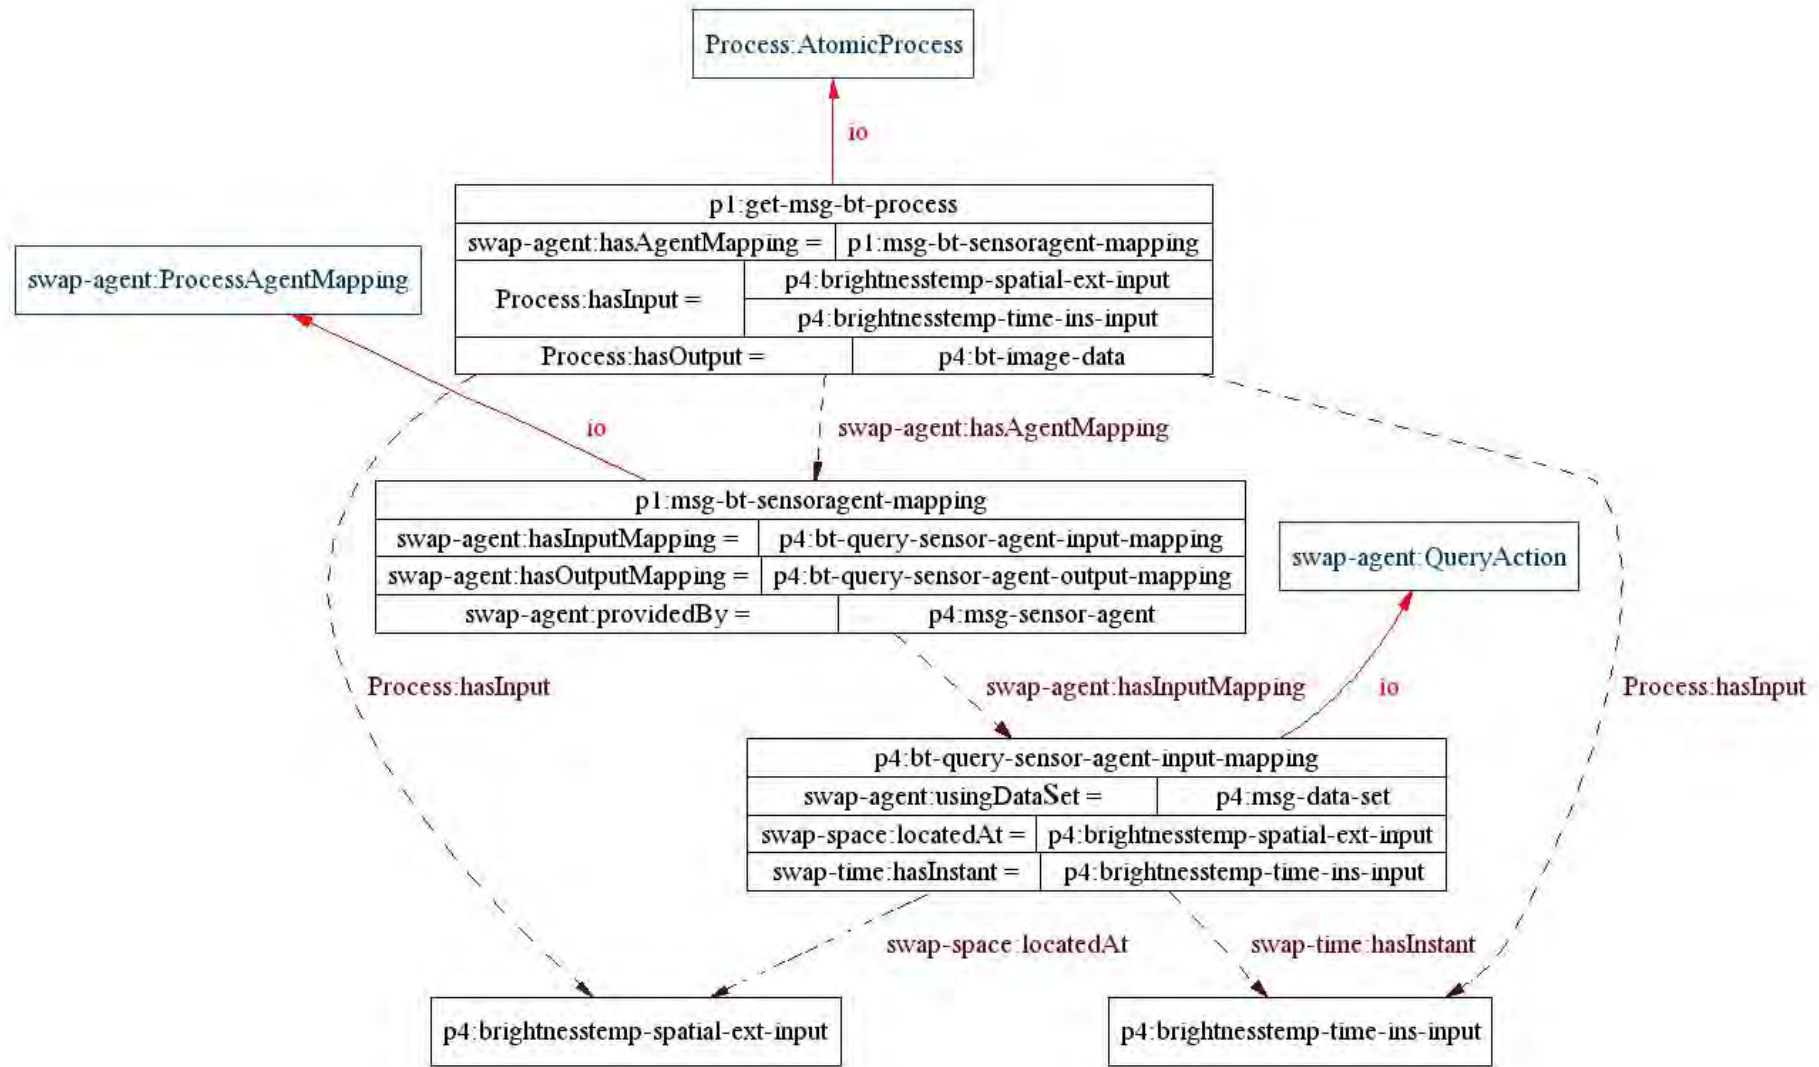 Process:AtomicProcess
io
p1:get-msg-bt-process
swap-agent:hasAgentMapping = p1:msg-bt-sensoragent-mapping
swap-agent:ProcessAgentMapping
Process:hasInput =
p4:brightnesstemp-spatial-ext-input
p4:brightnesstemp-time-ins-input
Process:hasOutput = p4:bt-image-data
io
swap-agent:hasAgentMapping
p1:msg-bt-sensoragent-mapping
swap-agent:hasInputMapping = p4:bt-query-sensor-agent-input-mapping
swap-agent:QueryAction
swap-agent:hasOutputMapping = p4:bt-query-sensor-agent-output-mapping
swap-agent:providedBy = p4:msg-sensor-agent
Process:hasInput
swap-agent:hasInputMapping
io
Process:hasInput
p4:bt-query-sensor-agent-input-mapping
swap-agent:usingDataSet = p4:msg-data-set
swap-space:locatedAt = p4:brightnesstemp-spatial-ext-input
swap-time:hasInstant = p4:brightnesstemp-time-ins-input
swap-space:locatedAt
swap-time:hasInstant
p4:brightnesstemp-spatial-ext-input
p4:brightnesstemp-time-ins-input